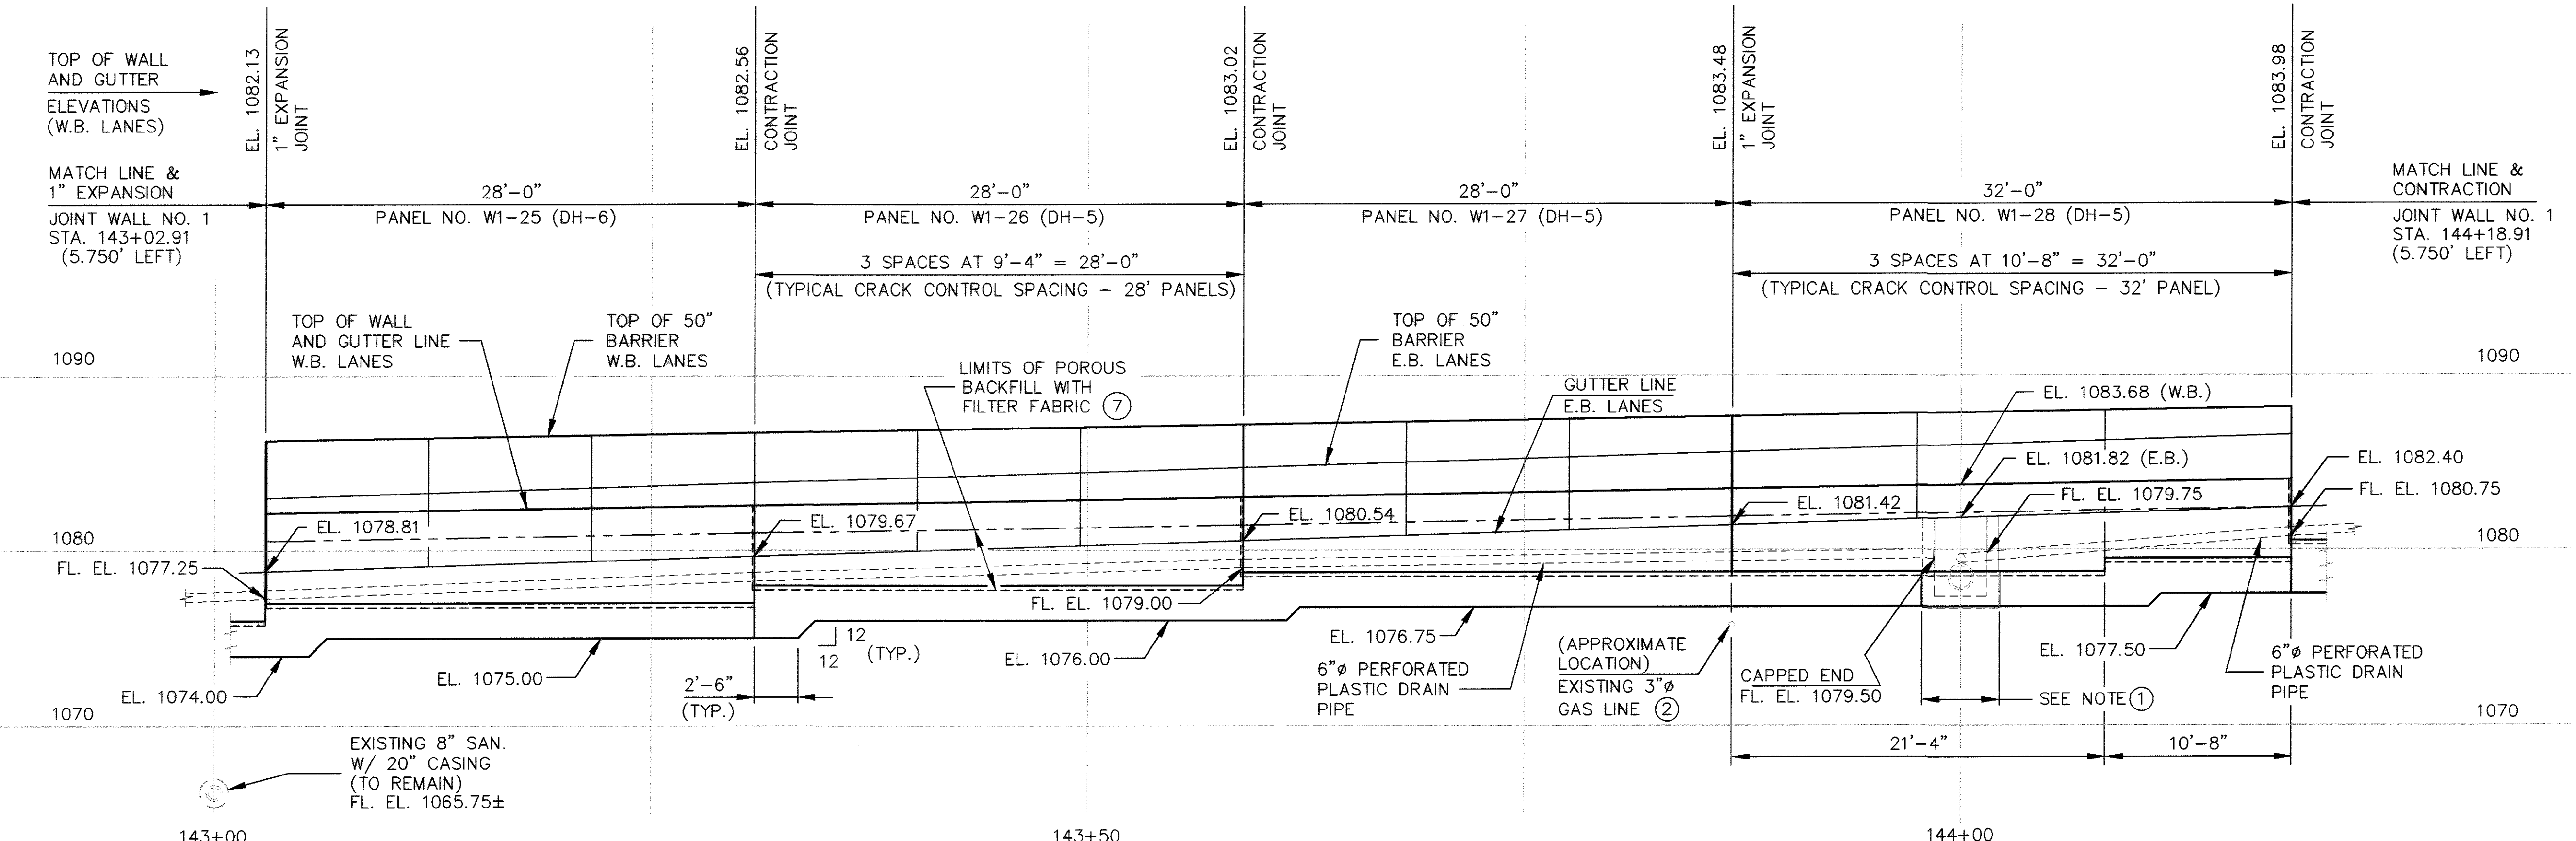 TOP OF WALL
AND GUTTER
ELEVATIONS
(W.B. LANES)
EL. 1082.13
1" EXPANSION
JOINT
EL. 1082.56
CONTRACTION
JOINT
EL. 1083.02
CONTRACTION
JOINT
EL. 1083.48
1" EXPANSION
JOINT
EL. 1083.98
CONTRACTION
JOINT
MATCH LINE &
1" EXPANSION
JOINT WALL NO. 1
STA. 143+02.91
(5.750' LEFT)
28'-0"
PANEL NO. W1-25 (DH-6)
28'-0"
PANEL NO. W1-26 (DH-5)
28'-0"
PANEL NO. W1-27 (DH-5)
32'-0"
PANEL NO. W1-28 (DH-5)
MATCH LINE &
CONTRACTION
JOINT WALL NO. 1
STA. 144+18.91
(5.750' LEFT)
3 SPACES AT 9'-4" = 28'-0"
(TYPICAL CRACK CONTROL SPACING - 28' PANELS)
3 SPACES AT 10'-8" = 32'-0"
(TYPICAL CRACK CONTROL SPACING - 32' PANEL)
TOP OF WALL
AND GUTTER LINE
W.B. LANES
TOP OF 50"
BARRIER
W.B. LANES
LIMITS OF POROUS
BACKFILL WITH
FILTER FABRIC 7
TOP OF 50"
BARRIER
E.B. LANES
GUTTER LINE
E.B. LANES
1090
1090
EL. 1083.68 (W.B.)
EL. 1081.82 (E.B.)
FL. EL. 1079.75
EL. 1082.40
FL. EL. 1080.75
EL. 1078.81
EL. 1079.67
EL. 1080.54
EL. 1081.42
1080
1080
FL. EL. 1077.25
FL. EL. 1079.00
EL. 1074.00
EL. 1075.00
2'-6"
(TYP.)
12
12
(TYP.)
EL. 1076.00
EL. 1076.75
6"ø PERFORATED
PLASTIC DRAIN
PIPE
(APPROXIMATE
LOCATION)
EXISTING 3"ø
GAS LINE 2
CAPPED END
FL. EL. 1079.50
SEE NOTE 1
EL. 1077.50
6"ø PERFORATED
PLASTIC DRAIN
PIPE
1070
1070
21'-4"
10'-8"
EXISTING 8" SAN.
W/ 20" CASING
(TO REMAIN)
FL. EL. 1065.75±
143+00
143+50
144+00